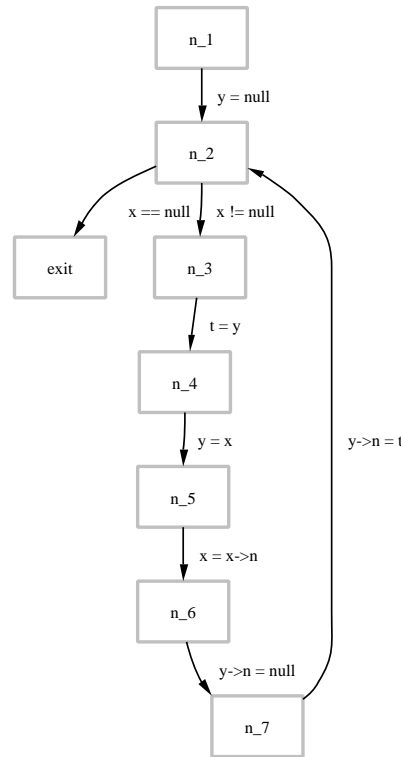 n_1
y = null
n_2
x == null
x != null
exit
n_3
t = y
n_4
y = x
y->n = t
n_5
x = x->n
n_6
y->n = null
n_7